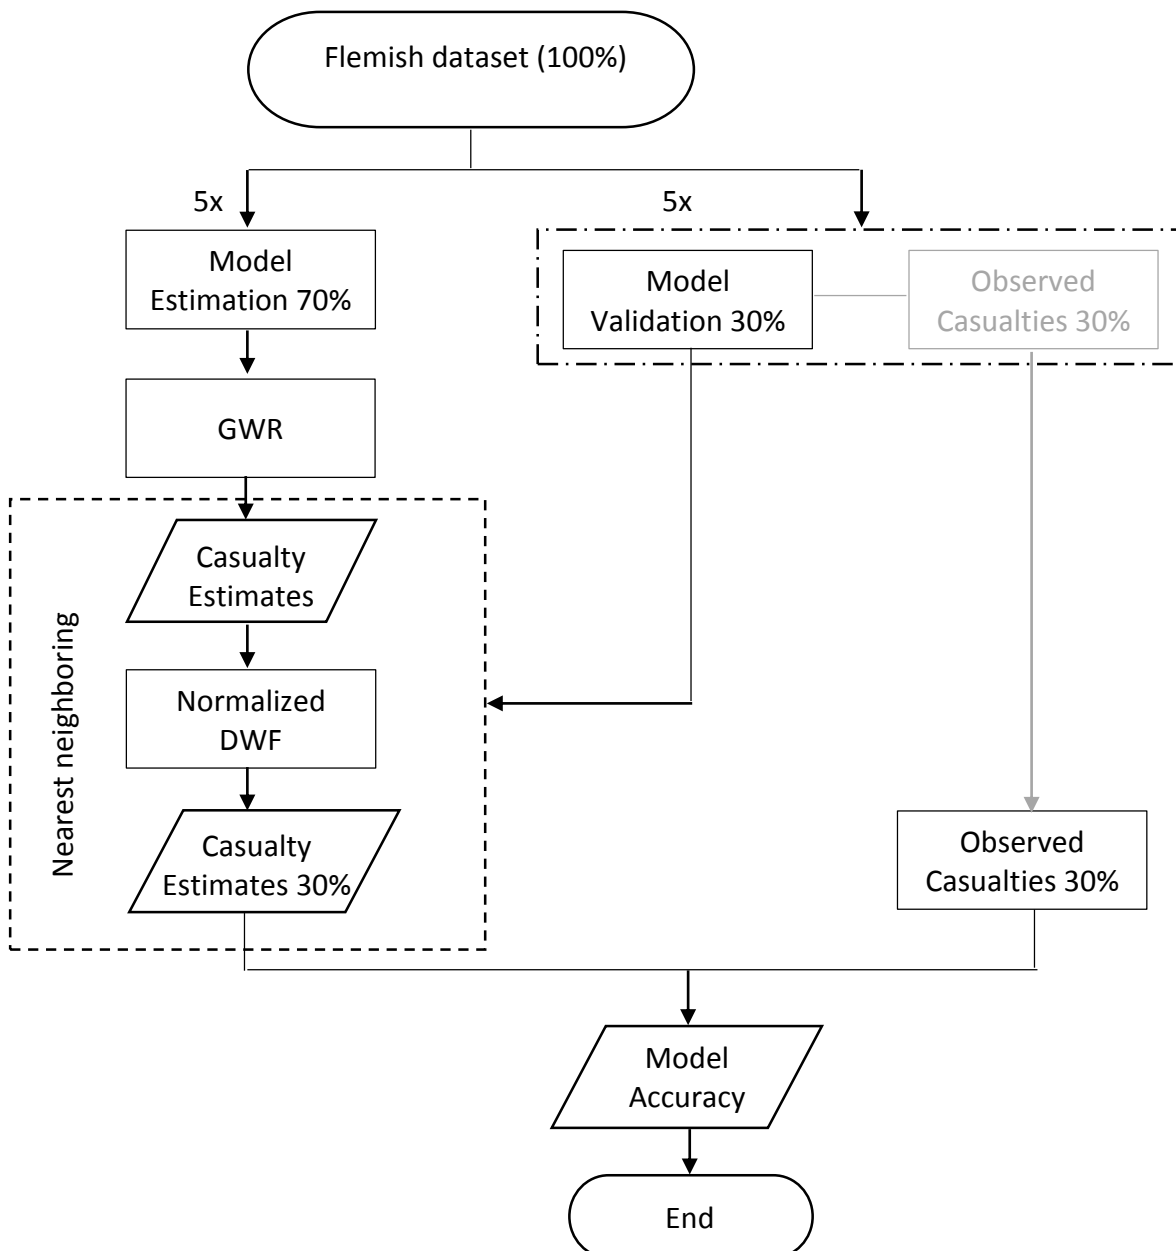 Flemish dataset (100%)
5x
5x
Model
Estimation 70%
Model
Validation 30%
Observed
Casualties 30%
GWR
Nearest neighboring
Casualty
Estimates
Normalized
DWF
Casualty
Estimates 30%
Observed
Casualties 30%
Model
Accuracy
End